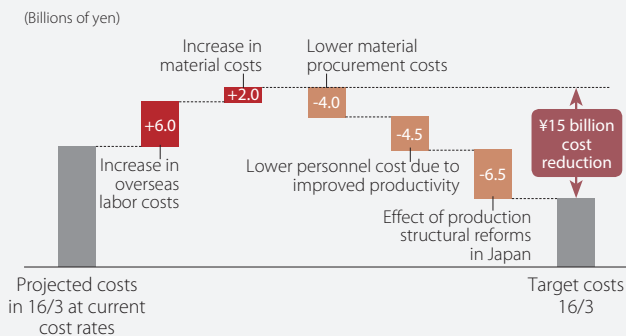 (Billions of yen)
Increase in
material costs
Lower material
procurement costs
+2.0
-4.0
+6.0
-4.5
¥15 billion
cost
reduction
Increase in
overseas
labor costs
Lower personnel cost due to
improved productivity
-6.5
Effect of production
structural reforms
in Japan
Projected costs
in 16/3 at current
cost rates
Target costs
16/3